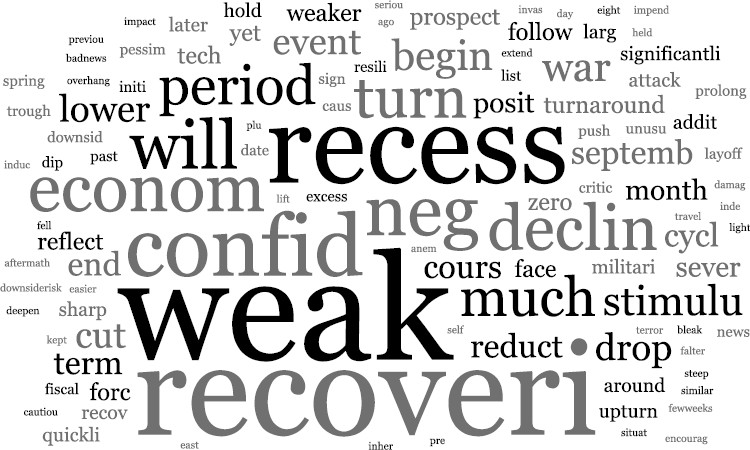 impact
hold
weaker
seriou
ago
prospect
invas
day
eight
impend
previou
later
yet
event
follow
larg
held
badnews
pessim
tech
begin
extend
significantli
spring
overhang
initi
period
sign
resili
list
war
attack
prolong
trough
lower
caus
turn
posit
turnaround
downsid
will
plu
recess
push
unusu
addit
induc
dip
past
date
septemb
layoff
econom
lift
excess
neg
zero
critic
month
damag
fell
reflect
confid
declin
cycl
travel
inde
light
aftermath
end
anem
cours
face
militari
sever
downsiderisk
easier
weak
much
stimulu
deepen
sharp
kept
cut
self
reduct
drop
terror
bleak
news
term
recoveri
falter
fiscal
forc
around
steep
similar
cautiou
recov
upturn
fewweeks
quickli
east
inher
pre
situat
encourag